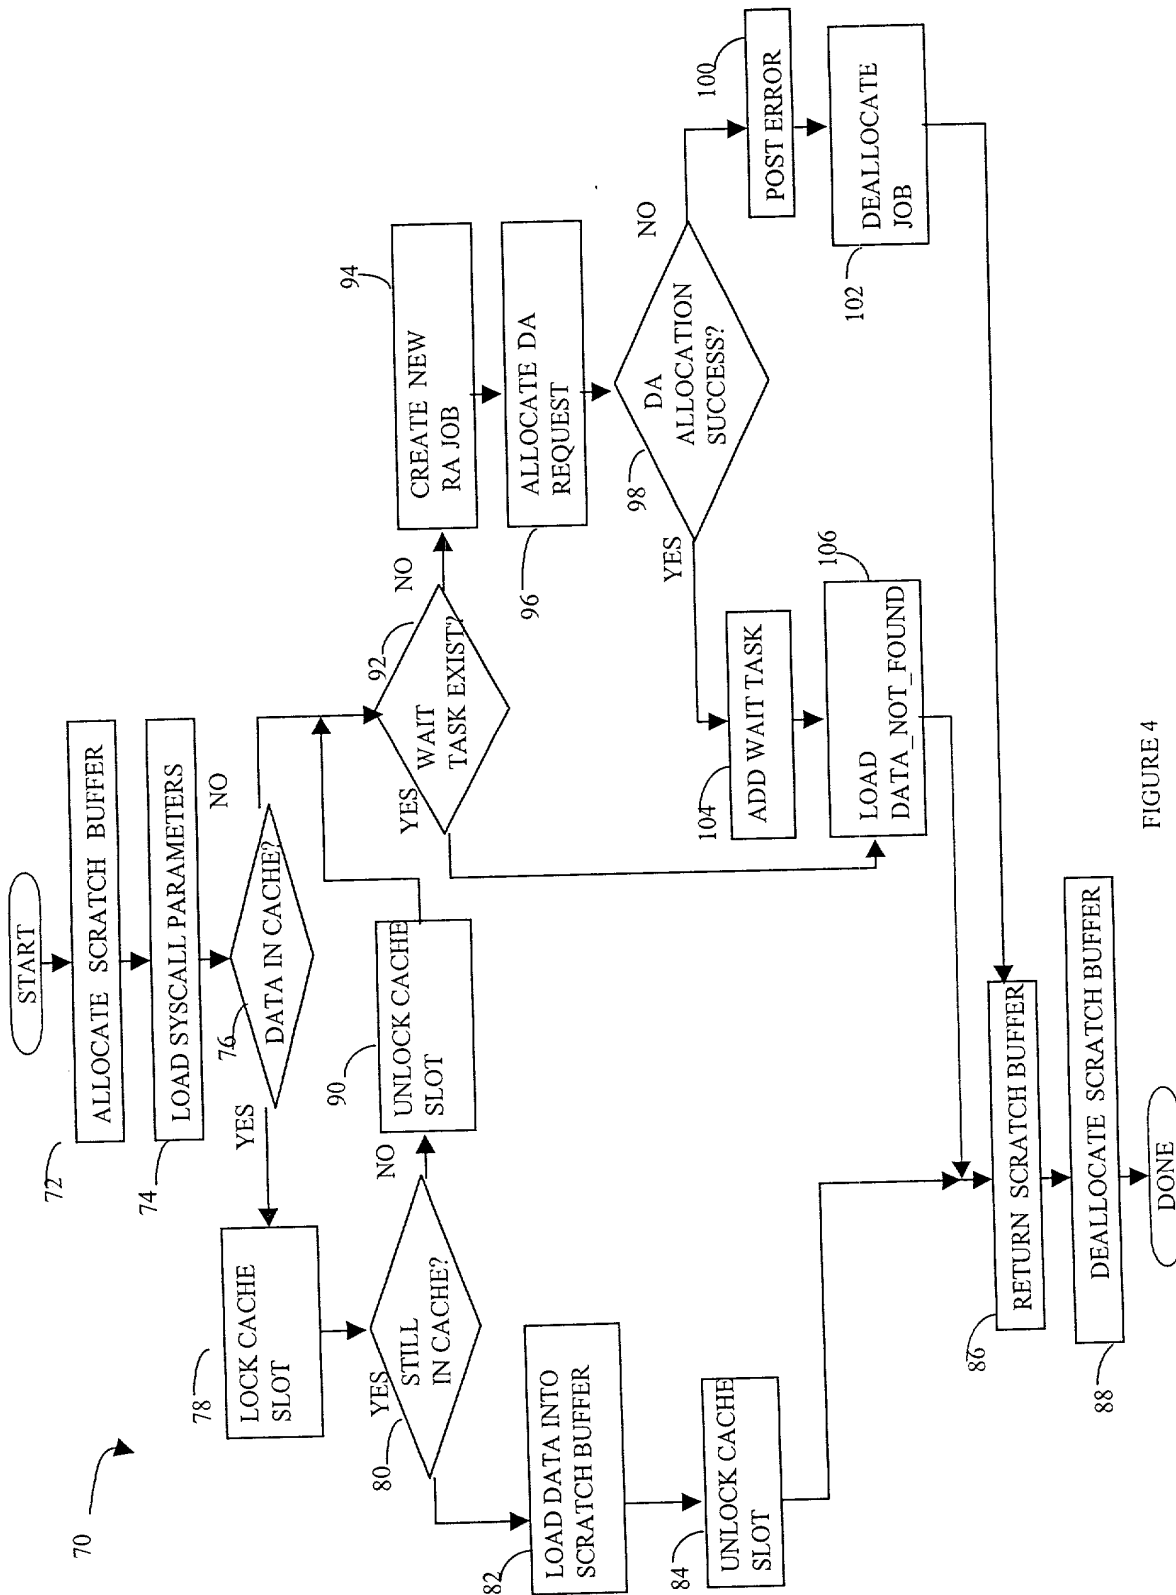 70
START
72
ALLOCATE SCRATCH BUFFER
74
LOAD SYSCALL PARAMETERS
76
DATA IN CACHE?
YES
NO
78
LOCK CACHE
SLOT
80
STILL
IN CACHE?
YES
NO
82
LOAD DATA INTO
SCRATCH BUFFER
84
UNLOCK CACHE
SLOT
90
UNLOCK CACHE
SLOT
92
WAIT
TASK EXIST?
YES
NO
94
CREATE NEW
RA JOB
96
ALLOCATE DA
REQUEST
98
DA
ALLOCATION
SUCCESS?
YES
NO
100
POST ERROR
102
DEALLOCATE
JOB
104
ADD WAIT TASK
106
LOAD
DATA_NOT_FOUND
86
RETURN SCRATCH BUFFER
88
DEALLOCATE SCRATCH BUFFER
DONE
FIGURE 4